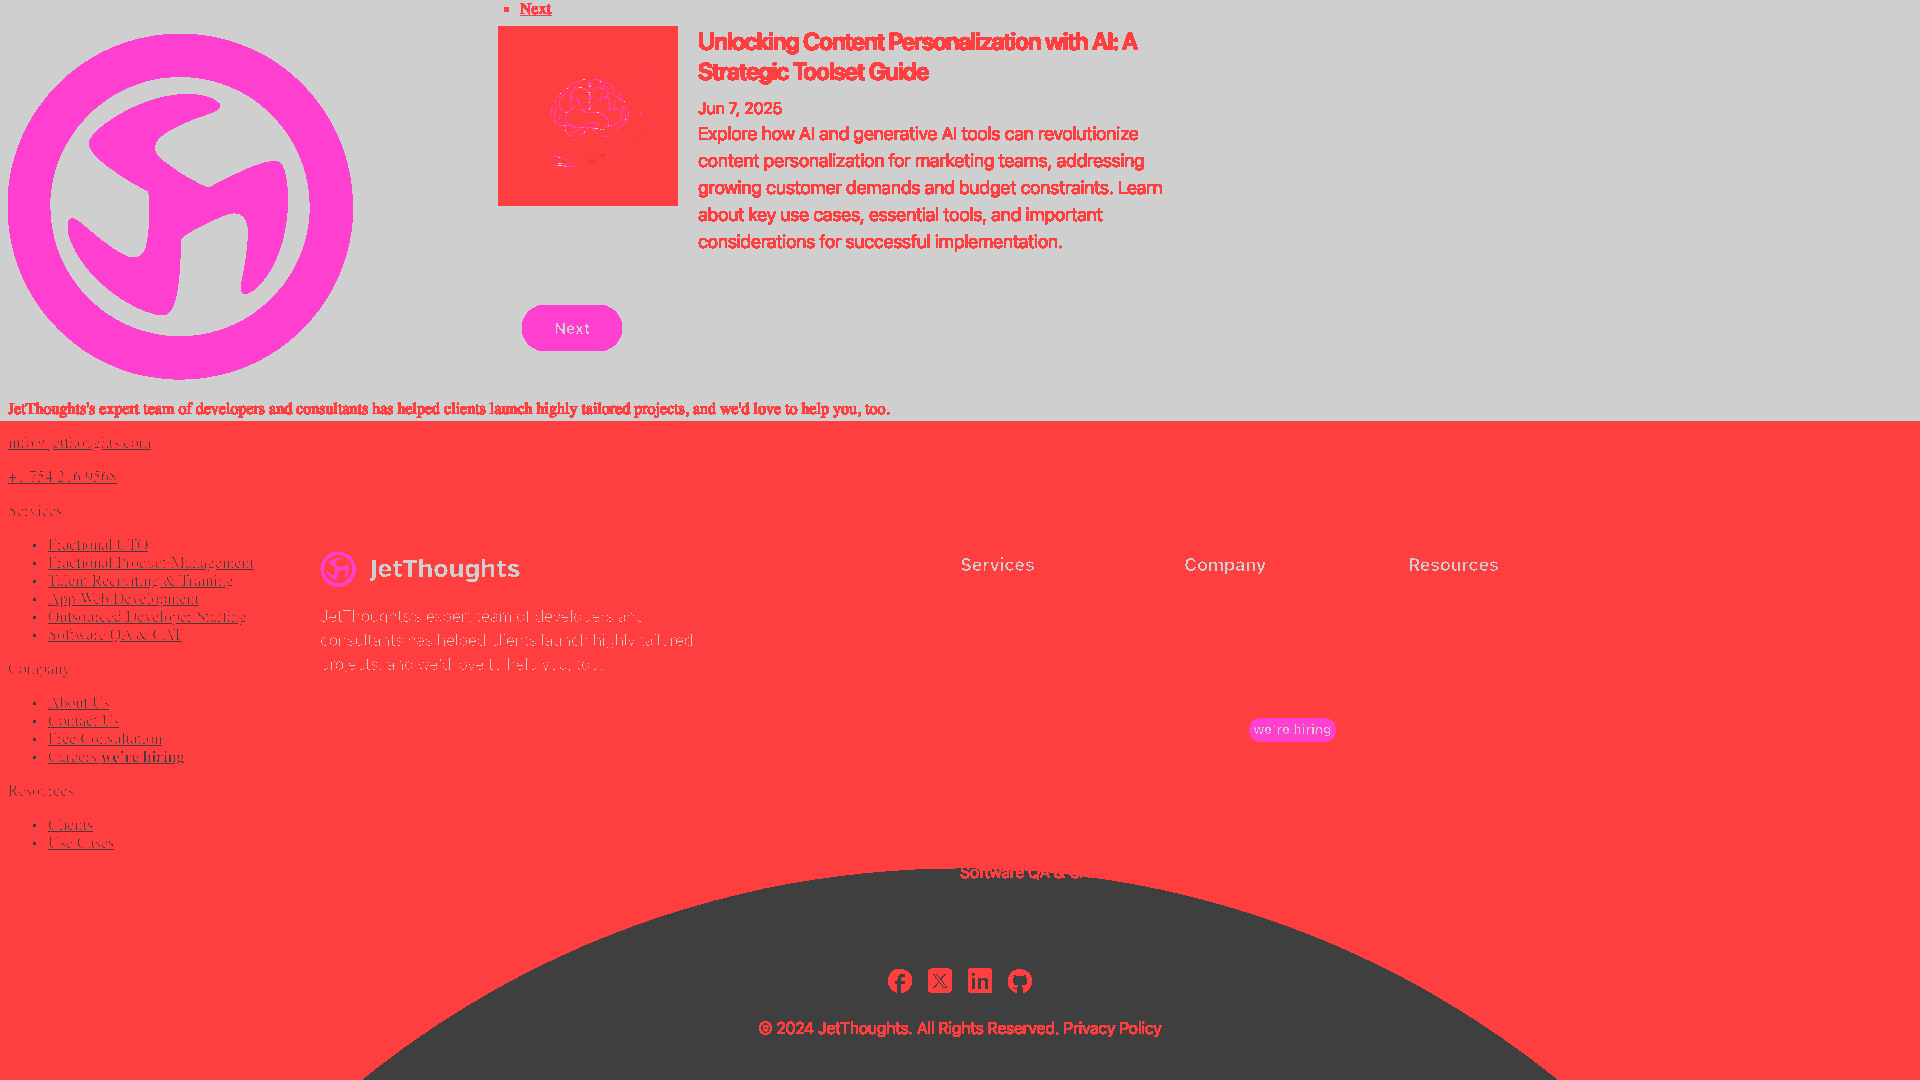 Next
Unlocking Content Personalization with AI: A
Strategic Toolset Guide
Jun 7, 2025
Explore how AI and generative AI tools can revolutionize
content personalization for marketing teams, addressing
growing customer demands and budget constraints. Learn
about key use cases, essential tools, and important
considerations for successful implementation.
Next
JetThoughts's expert team of developers and consultants has helped clients launch highly tailored projects, and we'd love to help you, too.
info@jetthoughts.com
+1 754 216 9568
Services
Fractional CTO
Fractional Product Management
Talent Recruiting & Training
App/Web Development
Outsourced Developer Staffing
Software QA & UAT
Company
About Us
Contact Us
Free Consultation
Careers we're hiring
Resources
Clients
Use Cases
JetThoughts
JetThoughts's expert team of developers and
consultants has helped clients launch highly tailored
projects, and we'd love to help you, too.
Services
Company
Resources
we're hiring
Software QA &
© 2024 JetThoughts. All Rights Reserved. Privacy Policy